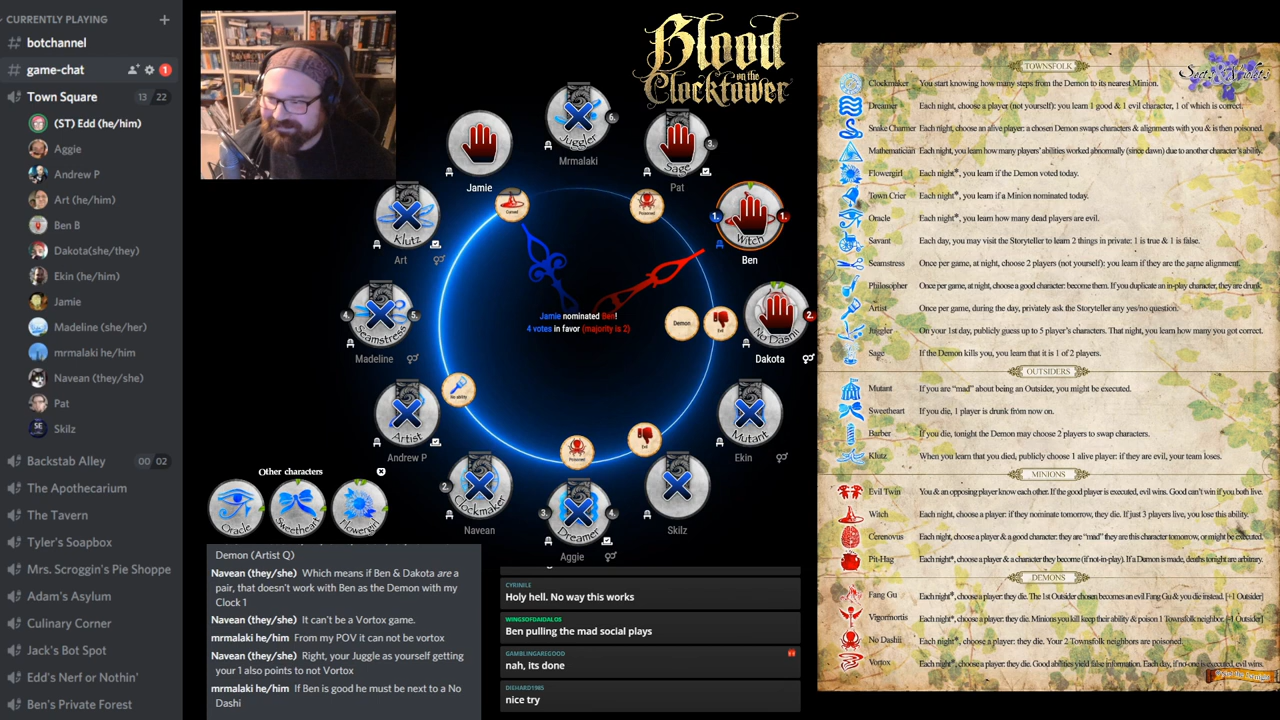 CURRENTLY PLAYING
botchannel
game-chat
1
Town Square
13 / 22
(ST) Edd (he/him)
Aggie
Andrew P
Art (he/him)
Ben B
Dakota(she/they)
Ekin (he/him)
Jamie
Madeline (she/her)
mrmalaki he/him
Navean (they/she)
Pat
SE
Skilz
Backstab Alley
00 / 02
The Apothecarium
The Tavern
Tyler's Soapbox
Mrs. Scroggin's Pie Shoppe
Adam's Asylum
Culinary Corner
Jack's Bot Spot
Edd's Nerf or Nothin'
Ben's Private Forest
Blood
on the
Clocktower
Jamie
Juggler
6.
Mrmalaki
Sage
3.
Pat
Witch
1.
1.
Ben
No Dashii
2.
Dakota
Mutant
Ekin
Skilz
Dreamer
3.
4.
Aggie
Clockmaker
2.
Navean
Artist
Andrew P
Seamstress
4.
5.
Madeline
Klutz
Art
Cursed
Poisoned
Demon
Evil
Evil
Poisoned
No ability
Jamie nominated Ben!
4 votes in favor (majority is 2)
Other characters
Oracle
Sweetheart
Flowergirl
Demon (Artist Q)
Navean (they/she) Which means if Ben & Dakota are a
pair, that doesn't work with Ben as the Demon with my
Clock 1
Navean (they/she) It can't be a Vortox game.
mrmalaki he/him From my POV it can not be vortox
Navean (they/she) Right, your Juggle as yourself getting
your 1 also points to not Vortox
mrmalaki he/him If Ben is good he must be next to a No
Dashi
CYRINILE
Holy hell. No way this works
WINGSOFDAIDALOS
Ben pulling the mad social plays
GAMBLINGAREGOOD
nah, its done
DIEHARD1985
nice try
TOWNSFOLK
Clockmaker You start knowing how many steps from the Demon to its nearest Minion.
Dreamer Each night, choose a player (not yourself): you learn 1 good & 1 evil character, 1 of which is correct.
Snake Charmer Each night, choose an alive player: a chosen Demon swaps characters & alignments with you & is then poisoned.
Mathematician Each night, you learn how many players' abilities worked abnormally (since dawn) due to another character's ability.
Flowergirl Each night*, you learn if the Demon voted today.
Town Crier Each night*, you learn if a Minion nominated today.
Oracle Each night*, you learn how many dead players are evil.
Savant Each day, you may visit the Storyteller to learn 2 things in private: 1 is true & 1 is false.
Seamstress Once per game, at night, choose 2 players (not yourself): you learn if they are the same alignment.
Philosopher Once per game, at night, choose a good character: become them. If you duplicate an in-play character, they are drunk.
Artist Once per game, during the day, privately ask the Storyteller any yes/no question.
Juggler On your 1st day, publicly guess up to 5 player's characters. That night, you learn how many you got correct.
Sage If the Demon kills you, you learn that it is 1 of 2 players.
OUTSIDERS
Mutant If you are "mad" about being an Outsider, you might be executed.
Sweetheart If you die, 1 player is drunk from now on.
Barber If you die, tonight the Demon may choose 2 players to swap characters.
Klutz When you learn that you died, publicly choose 1 alive player: if they are evil, your team loses.
MINIONS
Evil Twin You & an opposing player know each other. If the good player is executed, evil wins. Good can't win if you both live.
Witch Each night, choose a player: if they nominate tomorrow, they die. If just 3 players live, you lose this ability.
Cerenovus Each night, choose a player & a good character: they are "mad" they are this character tomorrow, or might be executed.
Pit-Hag Each night*, choose a player & a character they become (if not-in-play). If a Demon is made, deaths tonight are arbitrary.
DEMONS
Fang Gu Each night*, choose a player: they die. The 1st Outsider chosen becomes an evil Fang Gu & you die instead. [+1 Outsider]
Vigormortis Each night*, choose a player: they die. Minions you kill keep their ability & poison 1 Townsfolk neighbor. [-1 Outsider]
No Dashii Each night*, choose a player: they die. Your 2 Townsfolk neighbors are poisoned.
Vortox Each night*, choose a player: they die. Good abilities yield false information. Each day, if no-one is executed, evil wins.